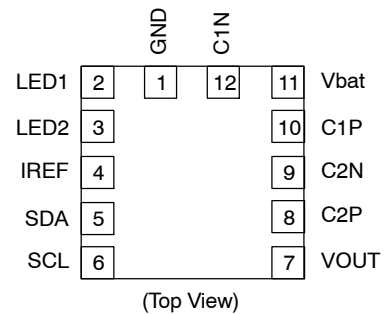 GND C1N
LED1 2 1 12 11 Vbat
LED2 3 10 C1P
IREF 4 9 C2N
SDA 5 8 C2P
SCL 6 7 VOUT
(Top View)